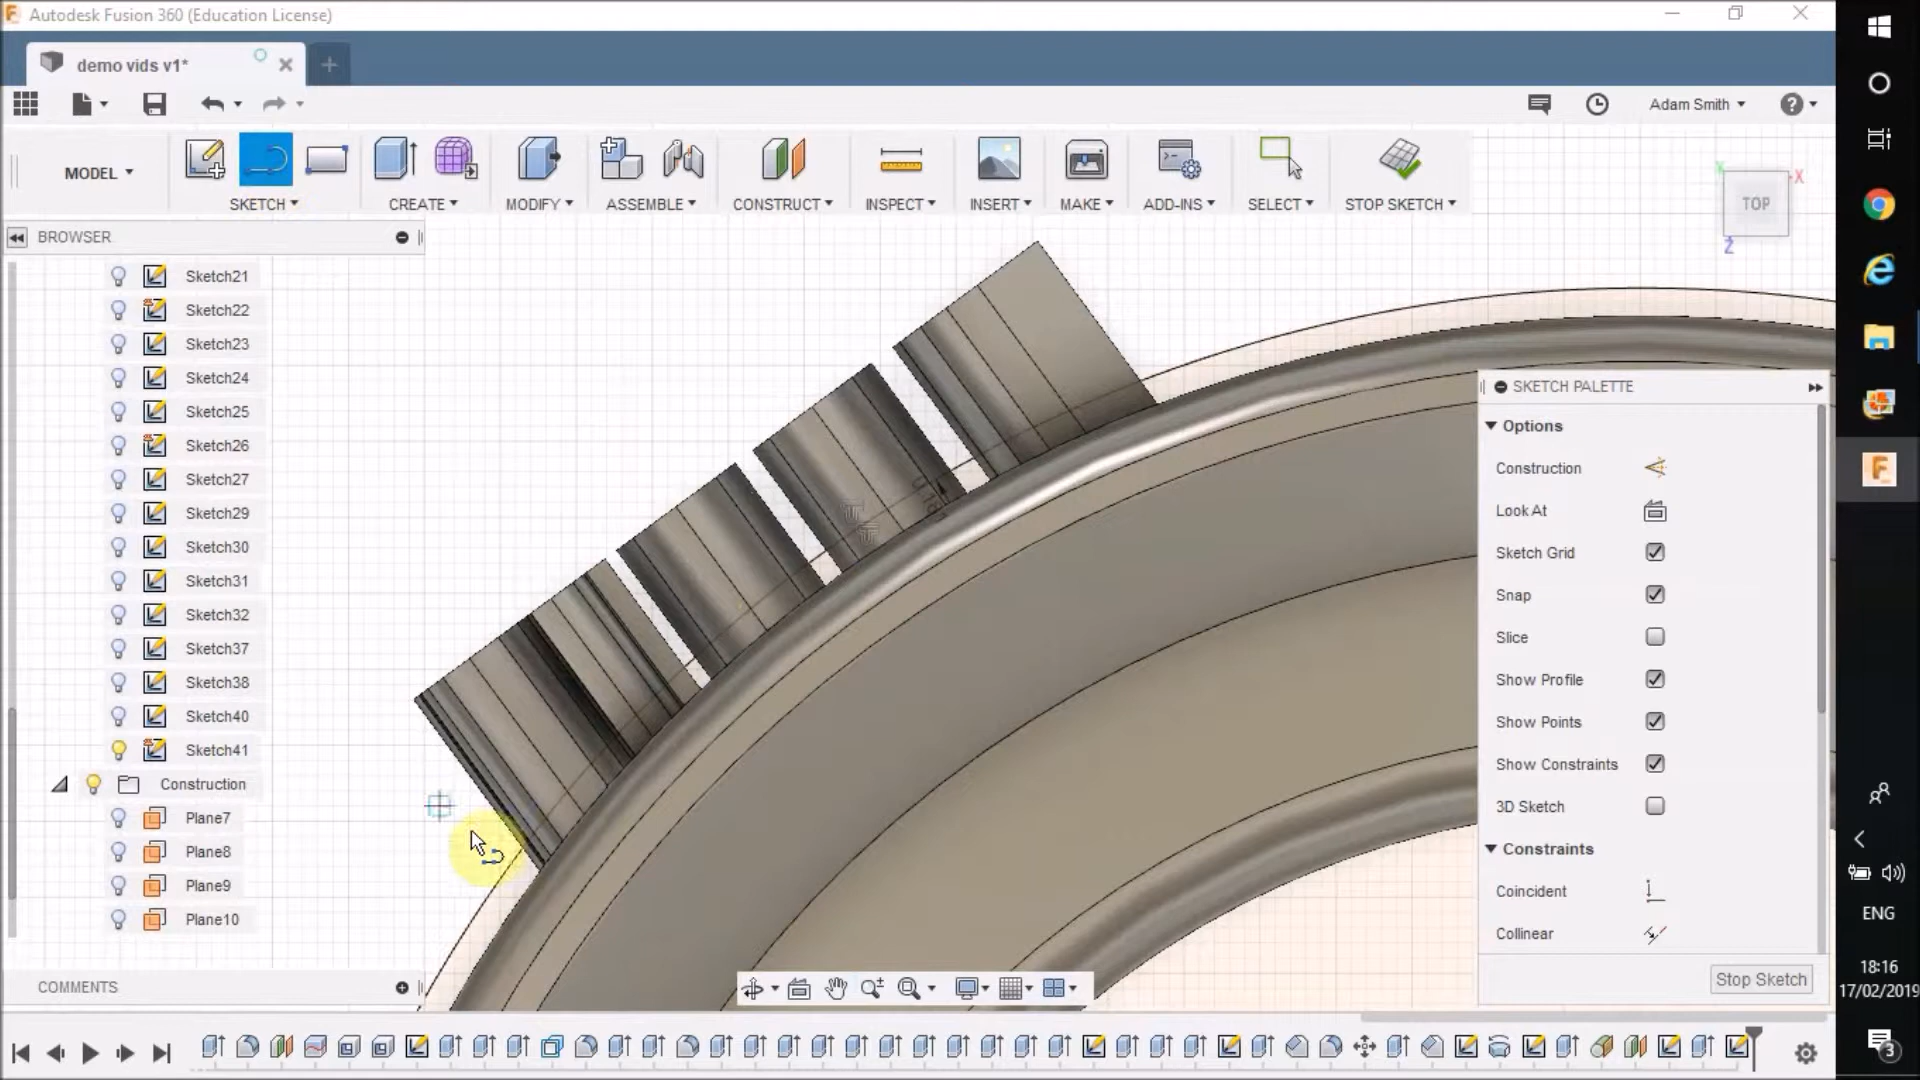 Autodesk Fusion 360 (Education License)
demo vids v1*
Adam Smith
MODEL
SKETCH
CREATE
MODIFY
ASSEMBLE
CONSTRUCT
INSPECT
INSERT
MAKE
ADD-INS
SELECT
STOP SKETCH
TOP
X
Z
BROWSER
Sketch21
Sketch22
Sketch23
Sketch24
Sketch25
Sketch26
Sketch27
Sketch29
Sketch30
Sketch31
Sketch32
Sketch37
Sketch38
Sketch40
Sketch41
Construction
Plane7
Plane8
Plane9
Plane10
COMMENTS
SKETCH PALETTE
Options
Construction
Look At
Sketch Grid
Snap
Slice
Show Profile
Show Points
Show Constraints
3D Sketch
Constraints
Coincident
Collinear
Stop Sketch
ENG
18:16
17/02/2019
3